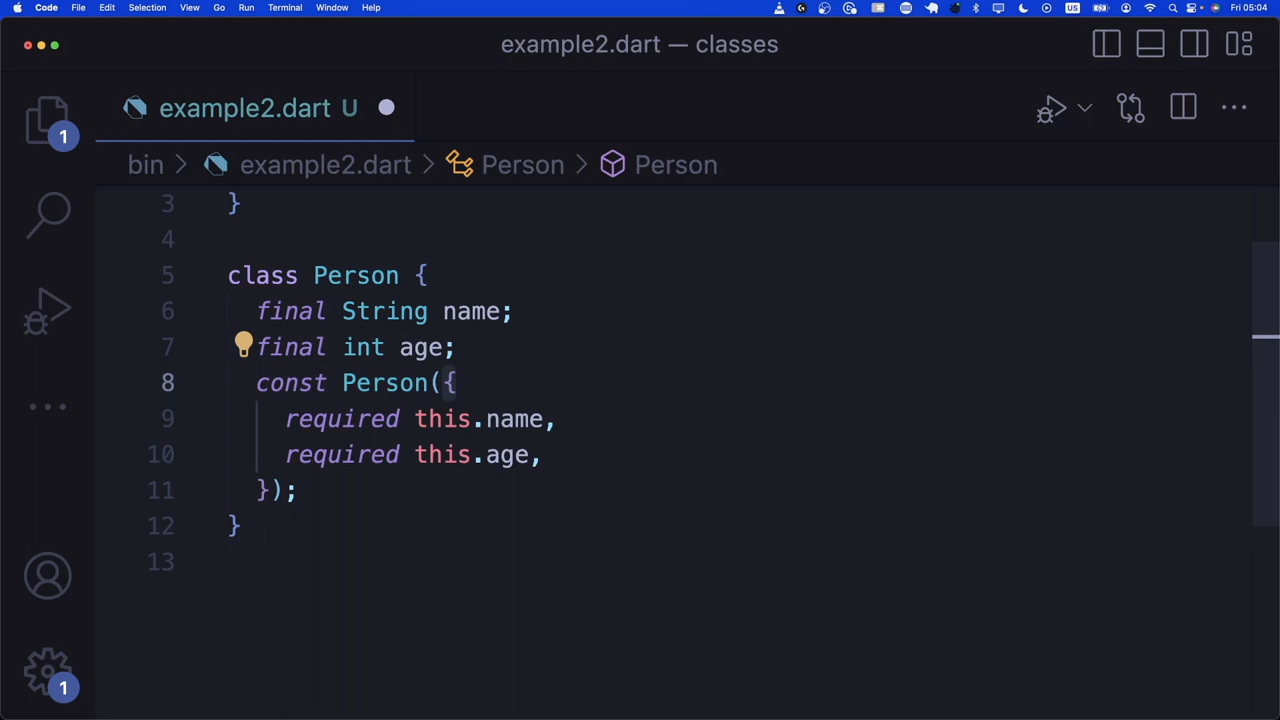 Code File Edit Selection View Go Run Terminal Window Help US Fri 05:04
example2.dart — classes
example2.dart U
bin > example2.dart > Person > Person
3 }
4
5 class Person {
6 final String name;
7 final int age;
8 const Person({
9 required this.name,
10 required this.age,
11 });
12 }
13
1
1